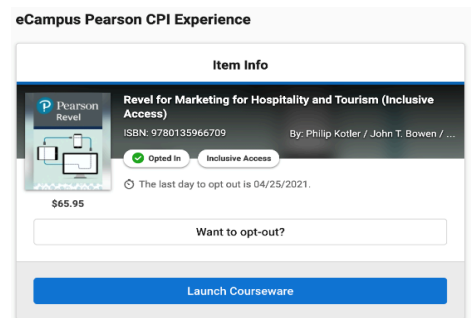 eCampus Pearson CPI Experience
Item Info
Pearson
Revel
Revel for Marketing for Hospitality and Tourism (Inclusive
Access)
ISBN: 9780135966709 By: Philip Kotler / John T. Bowen / ...
Opted In Inclusive Access
The last day to opt out is 04/25/2021.
$65.95
Want to opt-out?
Launch Courseware